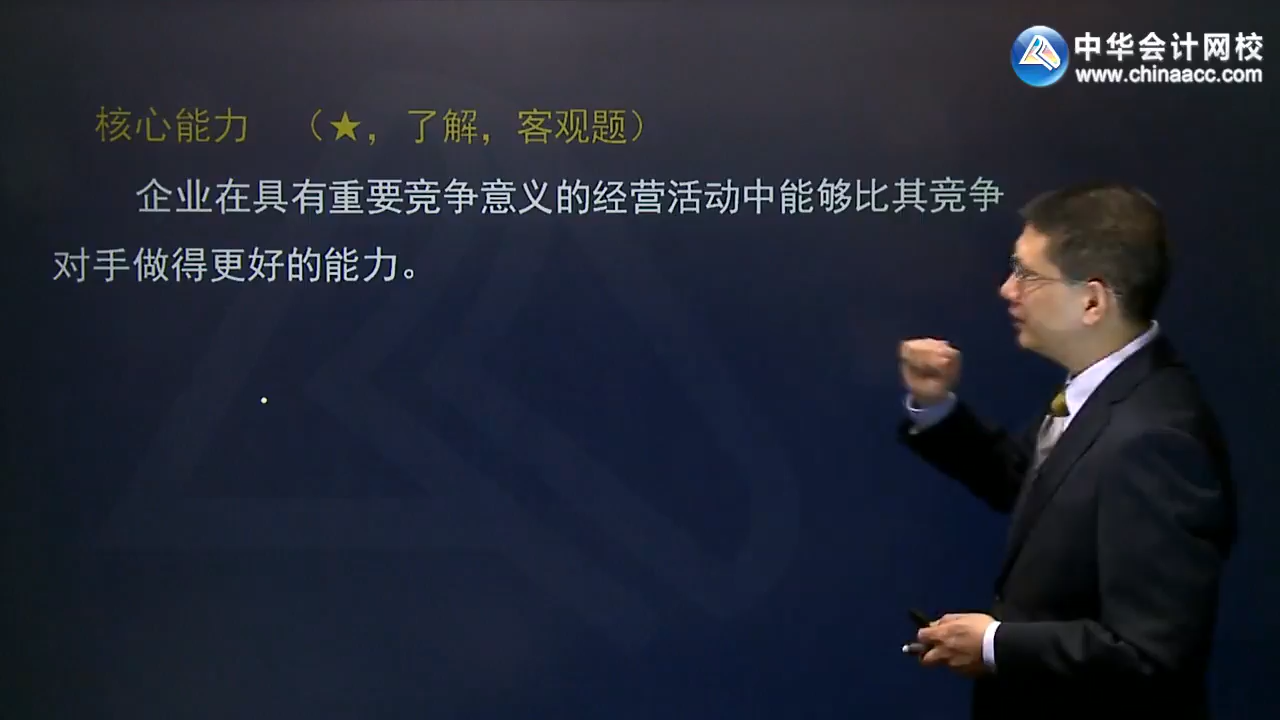 中华会计网校
www.chinaacc.com
核心能力 （★，了解，客观题）
企业在具有重要竞争意义的经营活动中能够比其竞争
对手做得更好的能力。